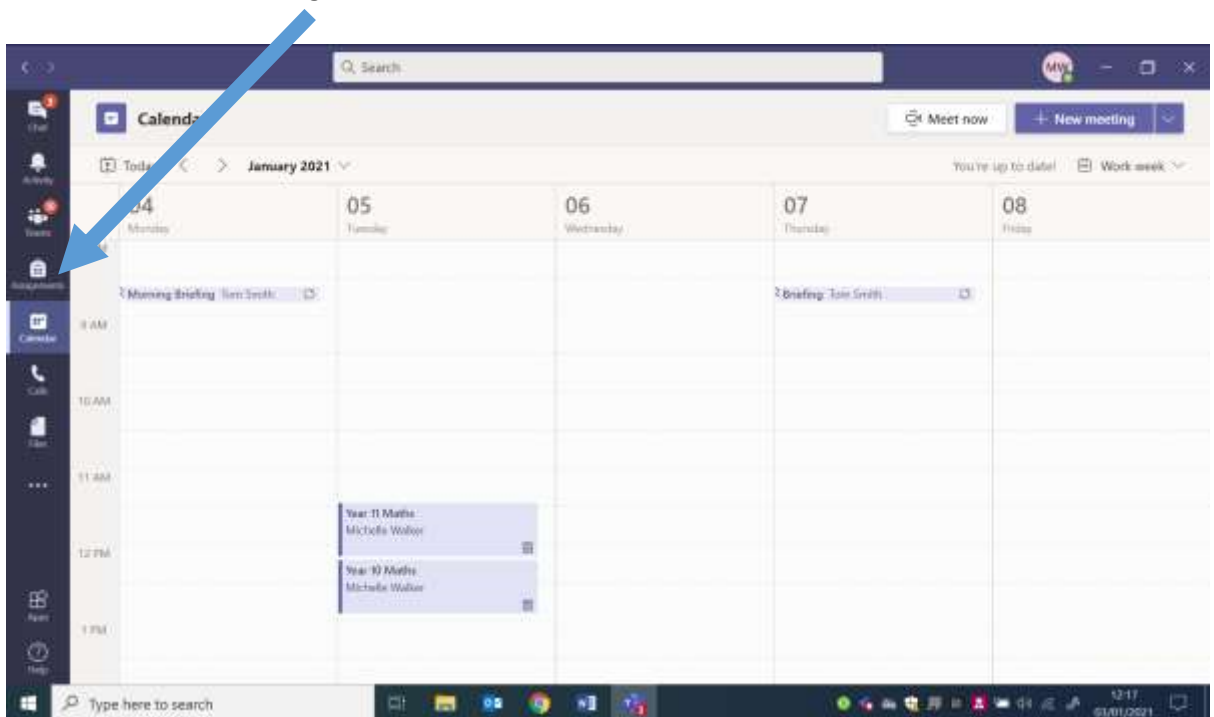 Search
MW
Chat
Calenda
Meet now
+ New meeting
Activity
Today
January 2021
You're up to date!
Work week
Teams
04
05
06
07
08
Monday
Tuesday
Wednesday
Thursday
Friday
Assignments
Morning Briefing Tom Smith
Briefing Tom Smith
Calendar
9 AM
Calls
10 AM
Files
11 AM
Year 11 Maths
Michelle Walker
12 PM
Year 10 Maths
Michelle Walker
Apps
1 PM
Help
Type here to search
12:17
03/01/2021